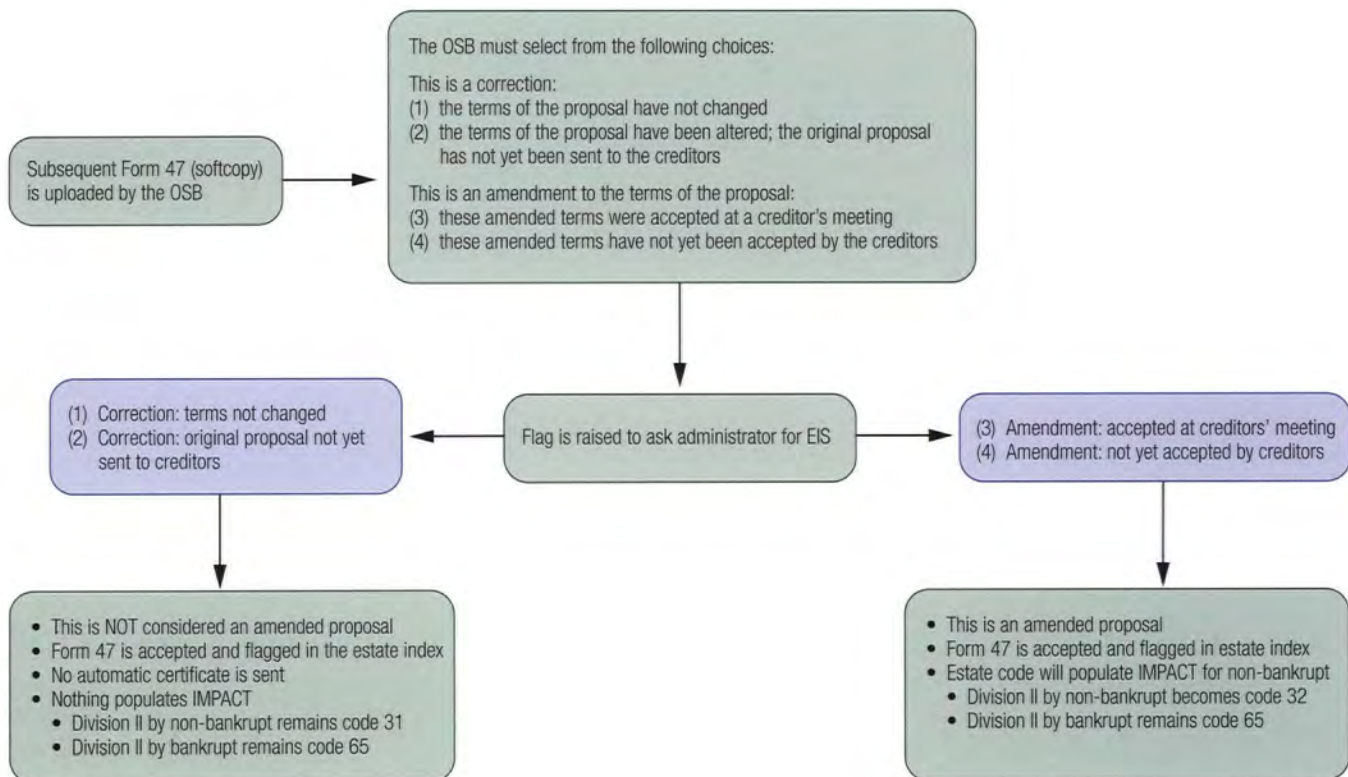 The OSB must select from the following choices:
This is a correction:
(1) the terms of the proposal have not changed
(2) the terms of the proposal have been altered; the original proposal
has not yet been sent to the creditors
This is an amendment to the terms of the proposal:
(3) these amended terms were accepted at a creditor's meeting
(4) these amended terms have not yet been accepted by the creditors
Subsequent Form 47 (softcopy)
is uploaded by the OSB
(1) Correction: terms not changed
(2) Correction: original proposal not yet
sent to creditors
Flag is raised to ask administrator for EIS
(3) Amendment: accepted at creditors' meeting
(4) Amendment: not yet accepted by creditors
• This is NOT considered an amended proposal
• Form 47 is accepted and flagged in the estate index
• No automatic certificate is sent
• Nothing populates IMPACT
• Division II by non-bankrupt remains code 31
• Division II by bankrupt remains code 65
• This is an amended proposal
• Form 47 is accepted and flagged in estate index
• Estate code will populate IMPACT for non-bankrupt
• Division II by non-bankrupt becomes code 32
• Division II by bankrupt remains code 65